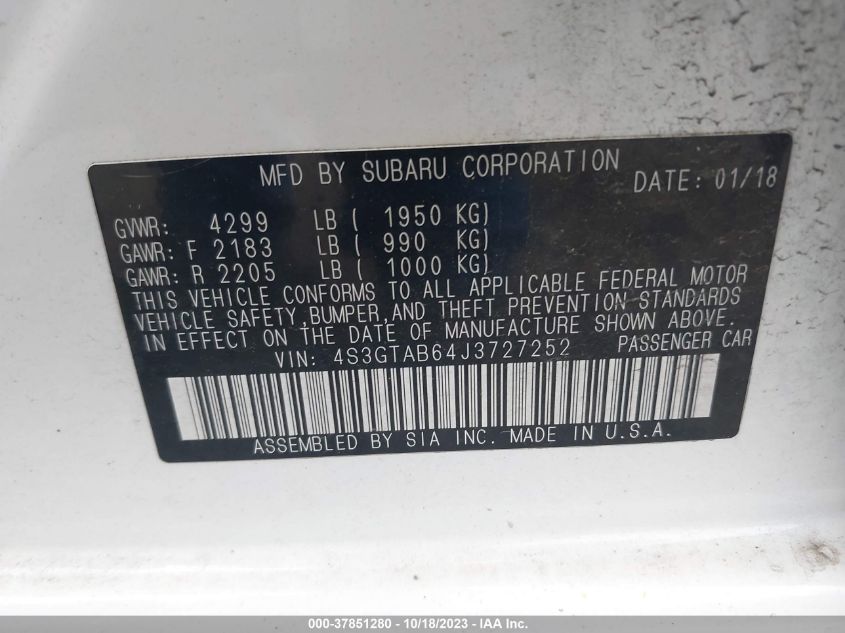 MFD BY SUBARU CORPORATION DATE: 01/18
GVWR: 4299 LB ( 1950 KG)
GAWR: F 2183 LB ( 990 KG)
GAWR: R 2205 LB ( 1000 KG)
THIS VEHICLE CONFORMS TO ALL APPLICABLE FEDERAL MOTOR
VEHICLE SAFETY,BUMPER,AND THEFT PREVENTION STANDARDS
IN EFFECT ON THE DATE OF MANUFACTURE SHOWN ABOVE.
VIN: 4S3GTAB64J3727252 PASSENGER CAR
ASSEMBLED BY SIA INC. MADE IN U.S.A.
000-37851280 - 10/18/2023 - IAA Inc.